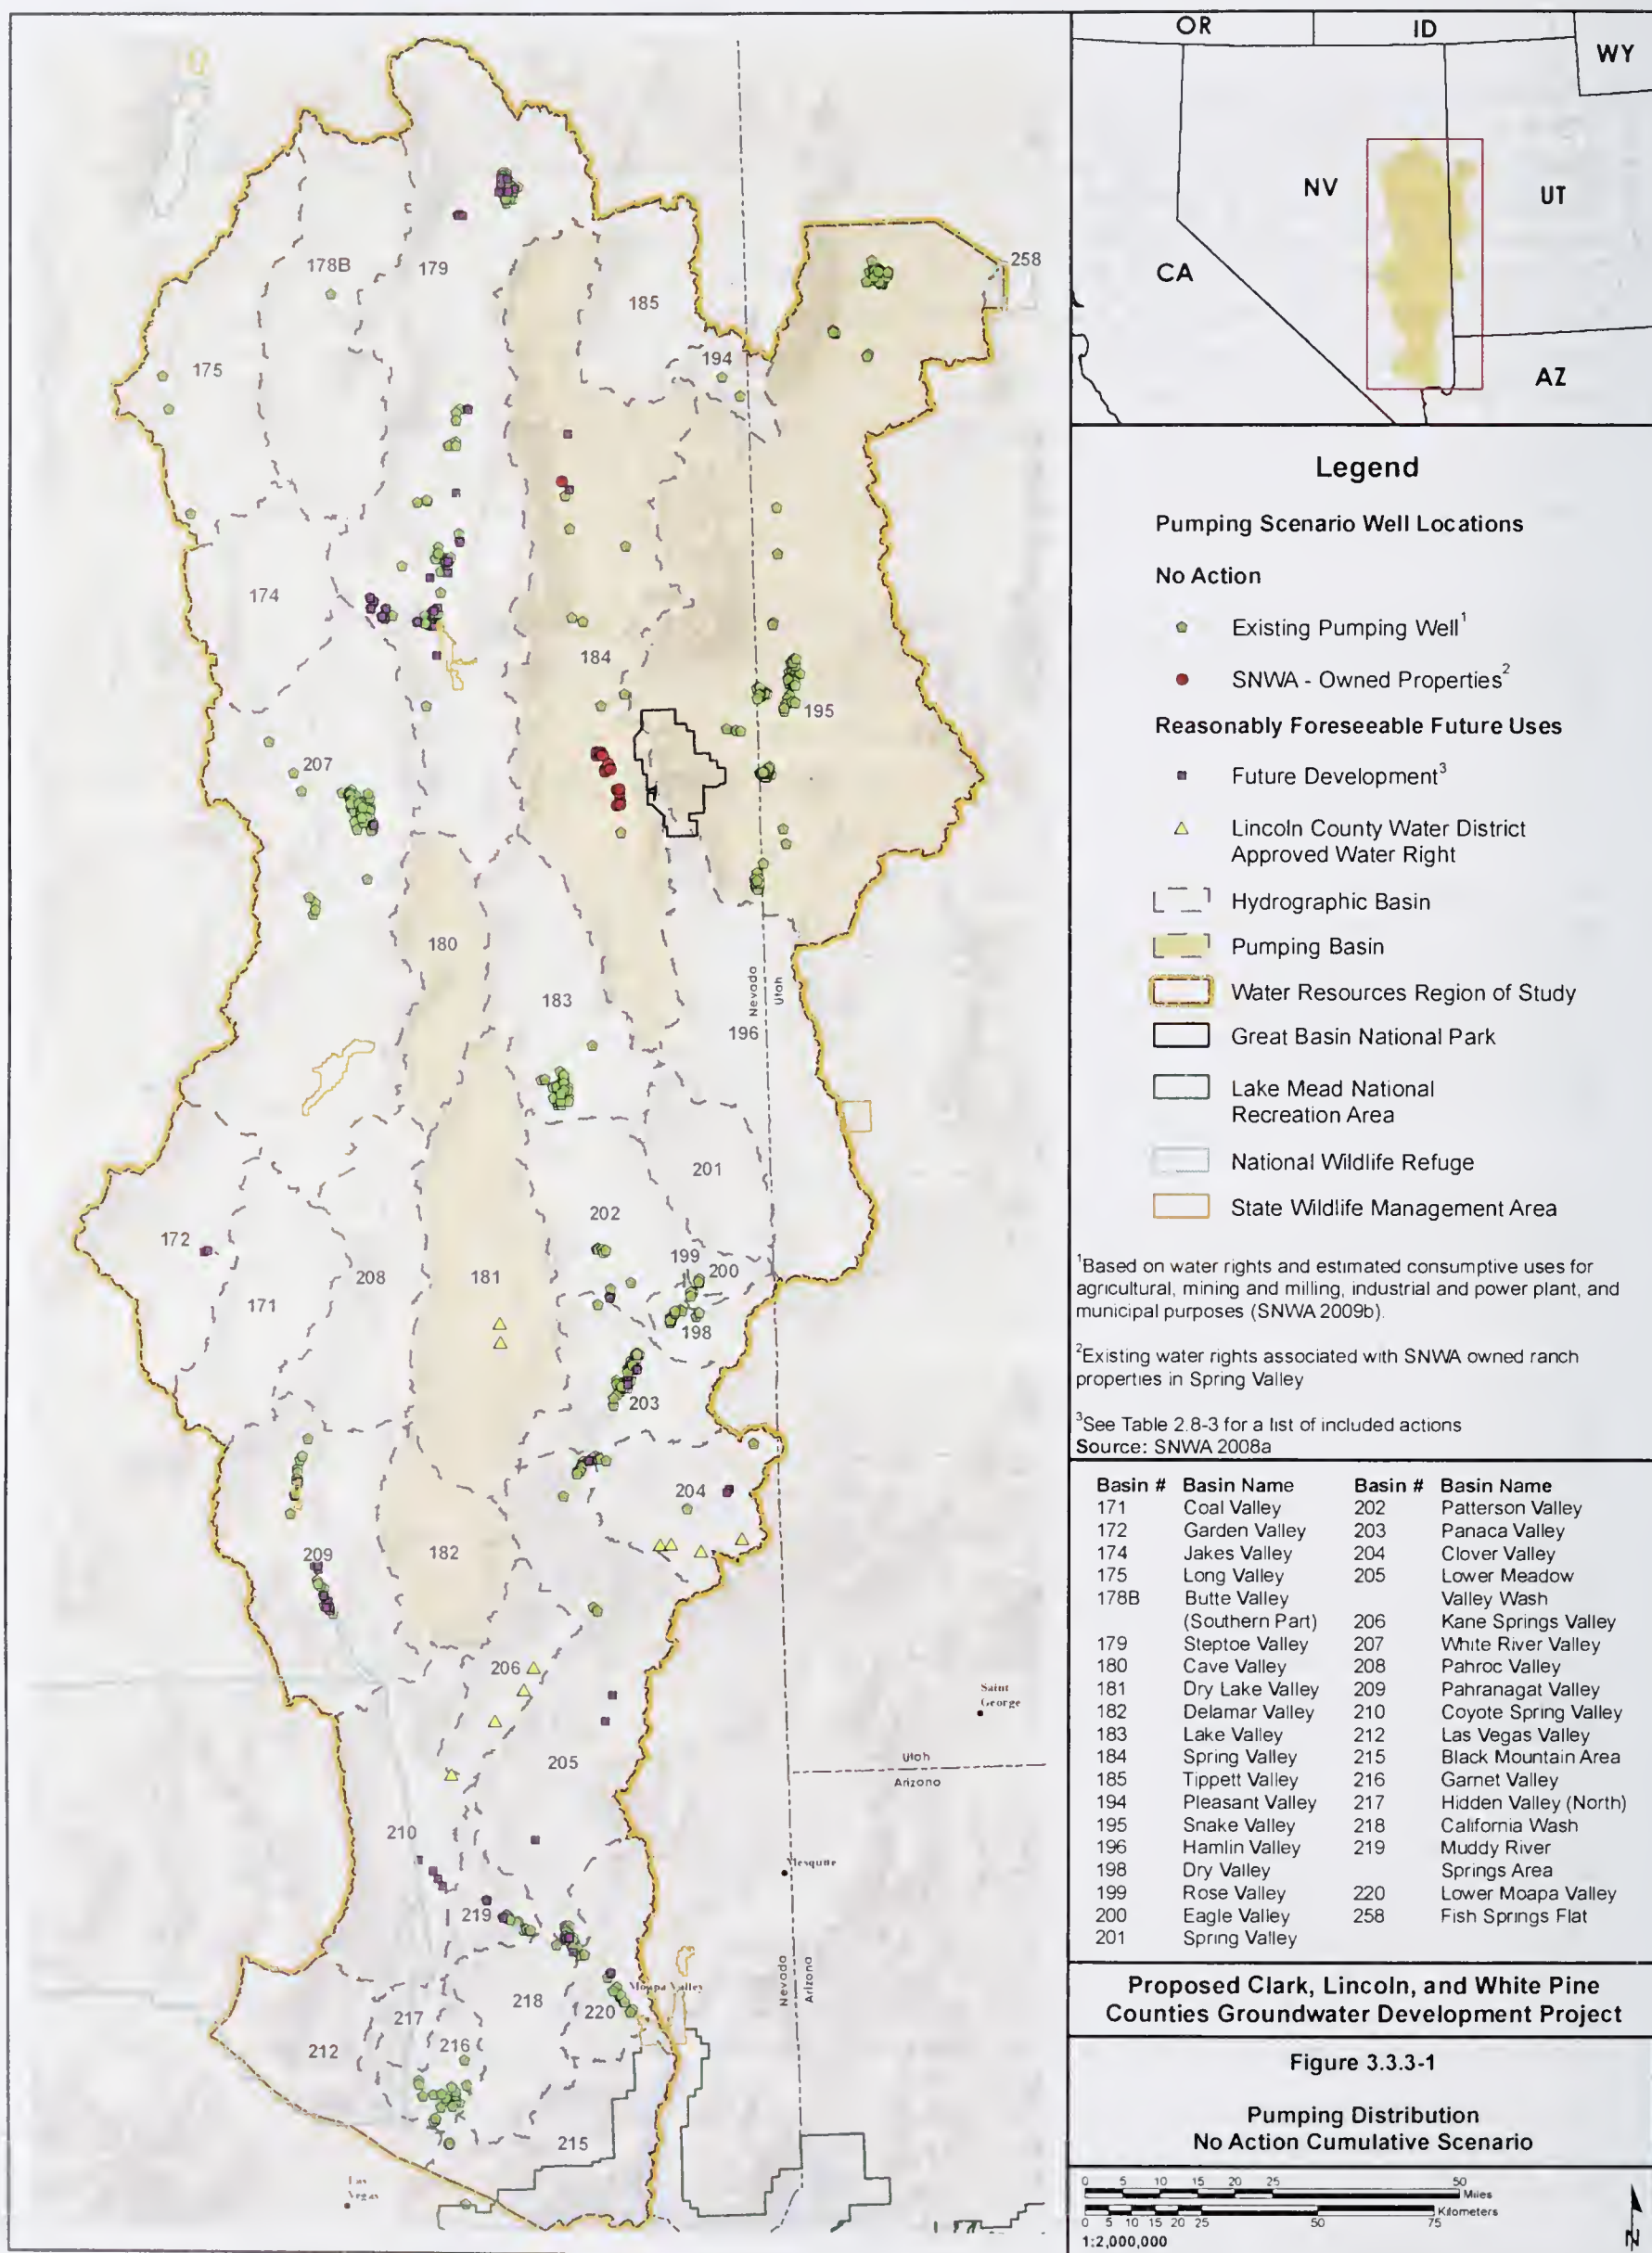 OR
ID
WY
NV
UT
CA
AZ
258
178B
179
185
175
194
174
184
195
207
180
183
Nevada
Utah
196
201
202
172
199
200
208
181
171
198
203
204
209
182
206
Saint
George
205
Utah
Arizona
210
Mesquite
219
Nevada
Arizona
Moapa Valley
218
220
217
216
212
215
Las
Vegas
Legend
Pumping Scenario Well Locations
No Action
Existing Pumping Well1
SNWA - Owned Properties2
Reasonably Foreseeable Future Uses
Future Development3
Lincoln County Water District
Approved Water Right
Hydrographic Basin
Pumping Basin
Water Resources Region of Study
Great Basin National Park
Lake Mead National
Recreation Area
National Wildlife Refuge
State Wildlife Management Area
1Based on water rights and estimated consumptive uses for
agricultural, mining and milling, industrial and power plant, and
municipal purposes (SNWA 2009b).
2Existing water rights associated with SNWA owned ranch
properties in Spring Valley
3See Table 2.8-3 for a list of included actions
Source: SNWA 2008a
Basin # Basin Name Basin # Basin Name
171 Coal Valley 202 Patterson Valley
172 Garden Valley 203 Panaca Valley
174 Jakes Valley 204 Clover Valley
175 Long Valley 205 Lower Meadow
178B Butte Valley Valley Wash
(Southern Part) 206 Kane Springs Valley
179 Steptoe Valley 207 White River Valley
180 Cave Valley 208 Pahroc Valley
181 Dry Lake Valley 209 Pahranagat Valley
182 Delamar Valley 210 Coyote Spring Valley
183 Lake Valley 212 Las Vegas Valley
184 Spring Valley 215 Black Mountain Area
185 Tippett Valley 216 Garnet Valley
194 Pleasant Valley 217 Hidden Valley (North)
195 Snake Valley 218 California Wash
196 Hamlin Valley 219 Muddy River
198 Dry Valley Springs Area
199 Rose Valley 220 Lower Moapa Valley
200 Eagle Valley 258 Fish Springs Flat
201 Spring Valley
Proposed Clark, Lincoln, and White Pine
Counties Groundwater Development Project
Figure 3.3.3-1
Pumping Distribution
No Action Cumulative Scenario
0 5 10 15 20 25 50
Miles
Kilometers
0 5 10 15 20 25 50 75
1:2,000,000
N